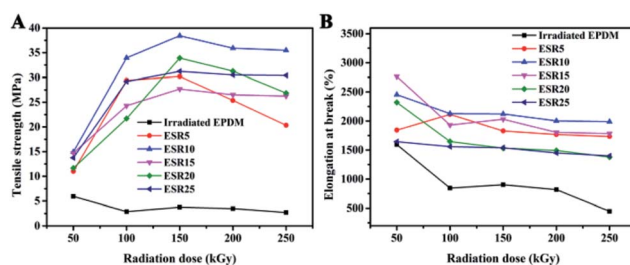 A
Tensile strength (MPa)
40
35
30
25
20
15
10
5
0
Irradiated EPDM
ESR5
ESR10
ESR15
ESR20
ESR25
50 100 150 200 250
Radiation dose (kGy)
B
Elongation at break (%)
3000
2500
2000
1500
1000
500
Irradiated EPDM
ESR5
ESR10
ESR15
ESR20
ESR25
50 100 150 200 250
Radiation dose (kGy)